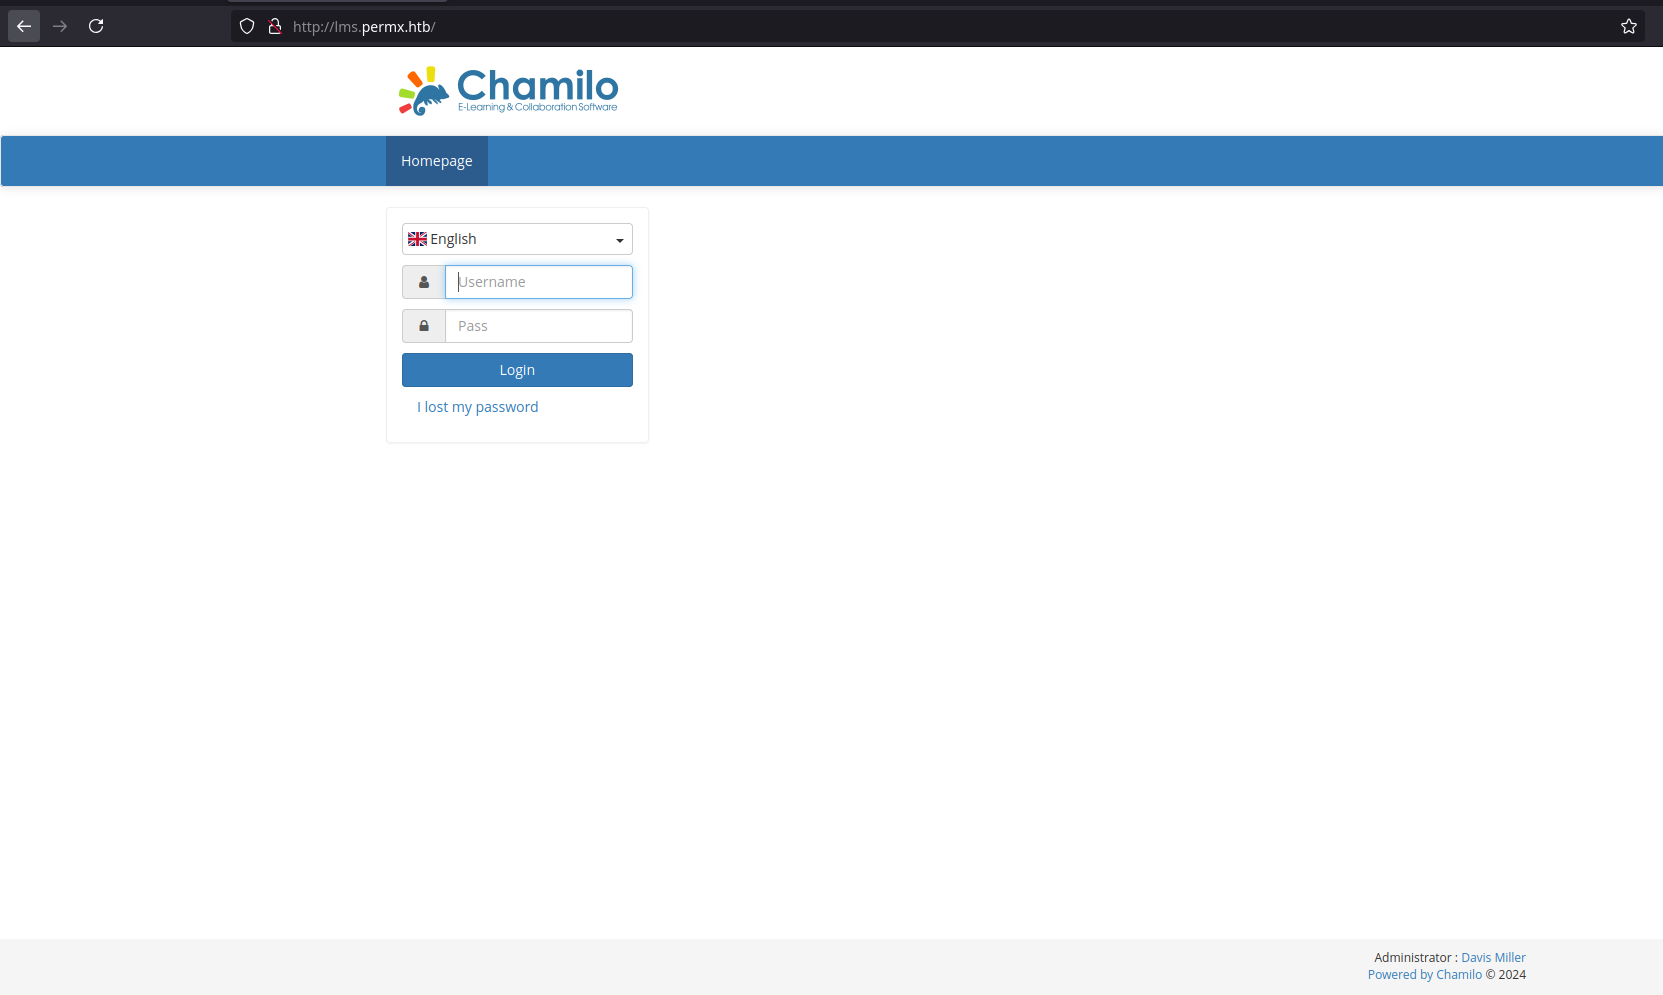 http://lms.permx.htb/
Chamilo
E-Learning & Collaboration Software
Homepage
English
Username
Pass
Login
I lost my password
Administrator : Davis Miller
Powered by Chamilo © 2024